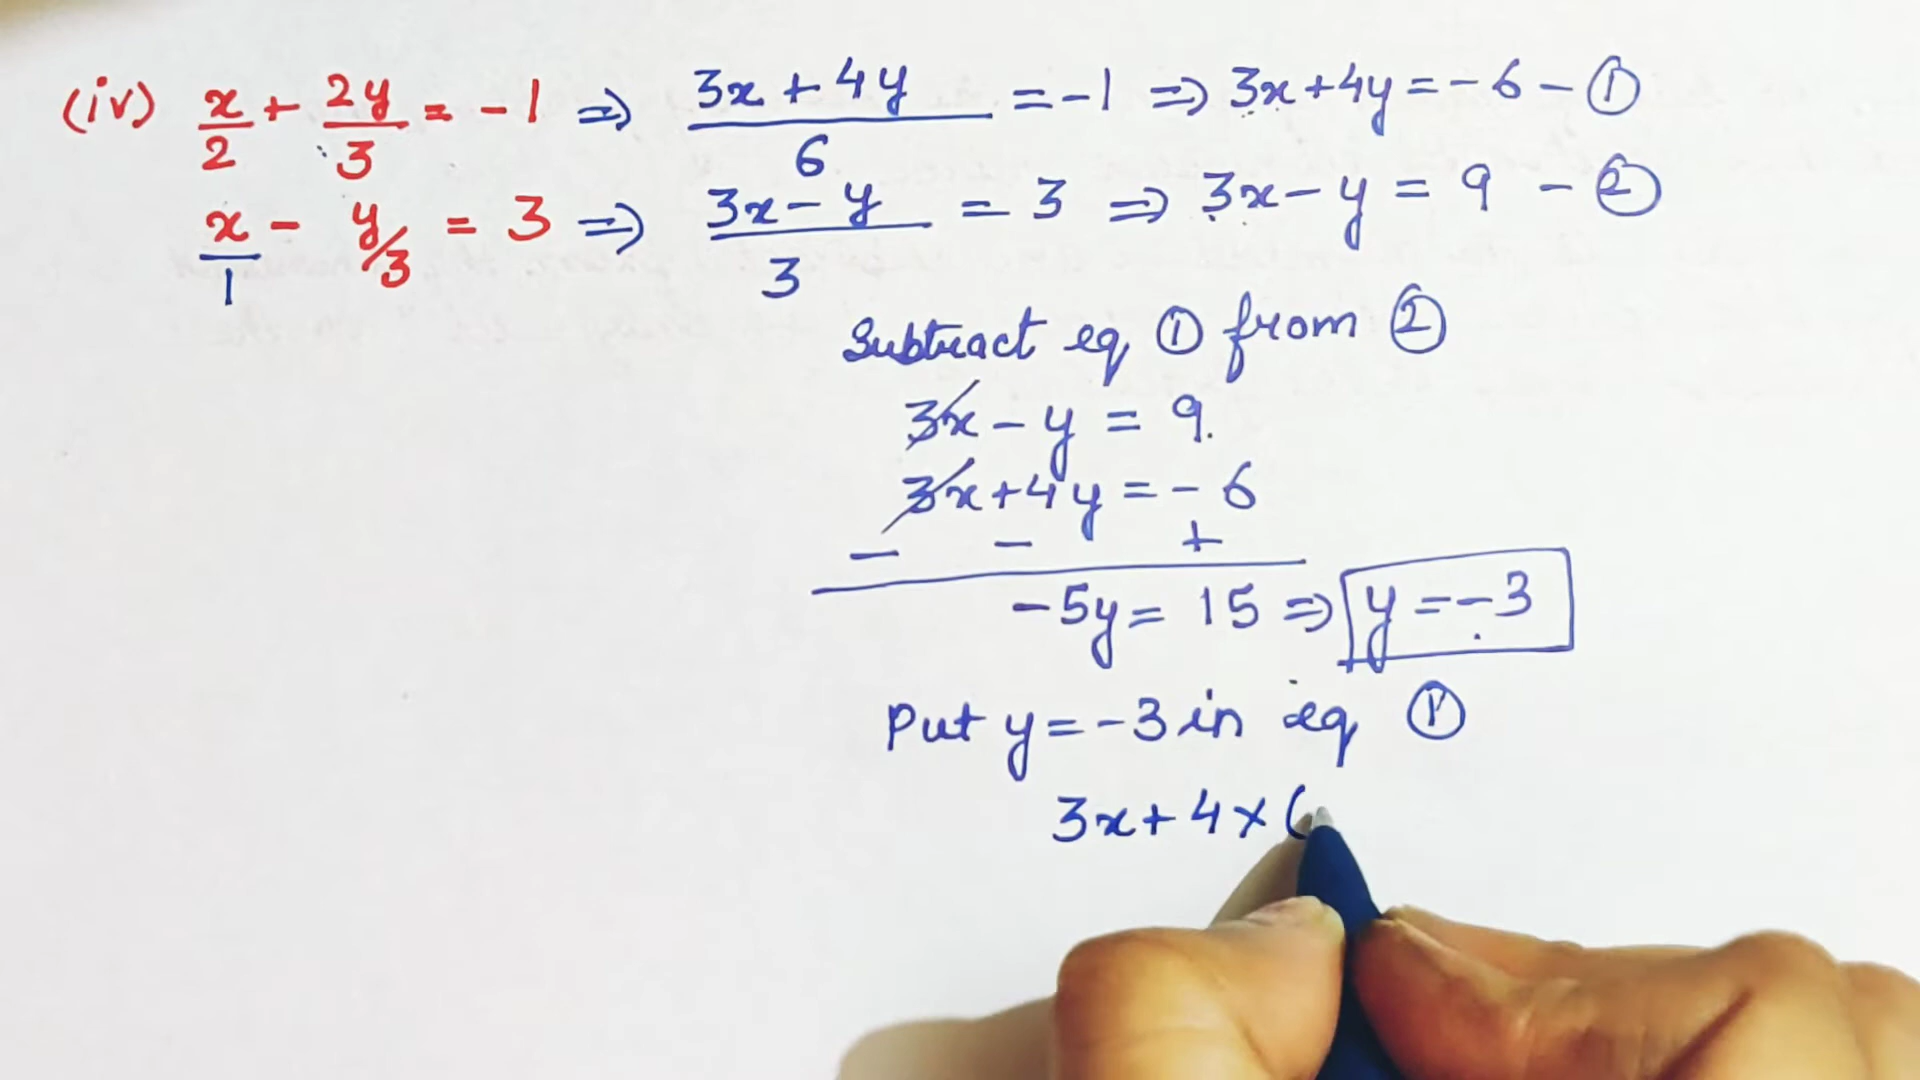 (iv) x/2 + 2y/3 = -1 ⇒ 3x + 4y/6 = -1 ⇒ 3x+4y = -6 - ①
x/1 - y/3 = 3 ⇒ 3x - y/3 = 3 ⇒ 3x - y = 9 - ②
Subtract eq ① from ②
3x - y = 9
3x + 4y = - 6
- - +
-5y = 15 ⇒ y = -3
Put y = -3 in eq ①
3x + 4 × (